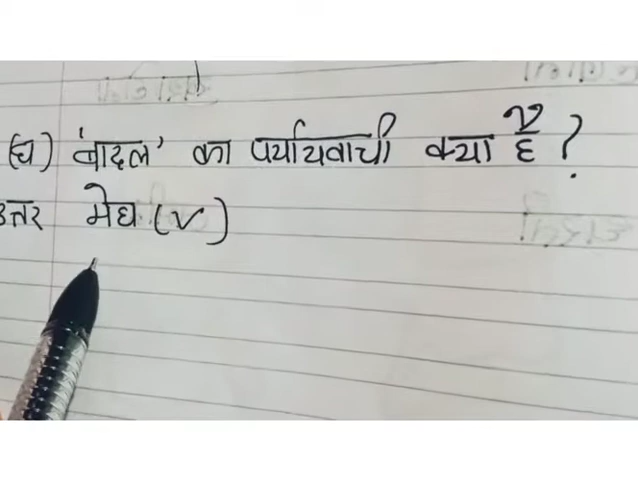 (घ) 'बादल' का पर्यायवाची क्या है ?
उत्तर मेघ (✓)